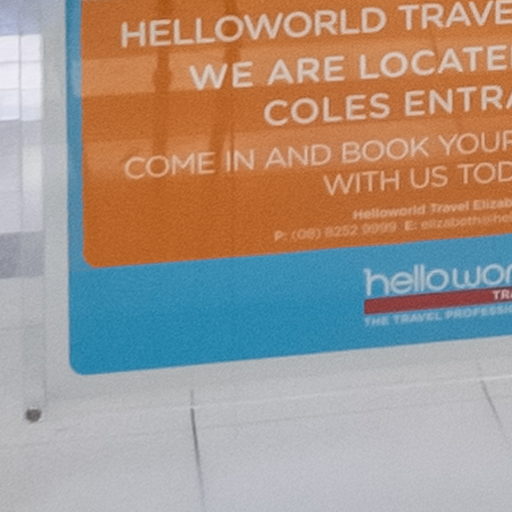 HELLOWORLD TRAVE
WE ARE LOCATE
COLES ENTRA
COME IN AND BOOK YOUR
WITH US TOD
Helloworld Travel Elizab
P: (08) 8252 9999 E: elizabeth@hel
hellowor
TR
THE TRAVEL PROFESSI